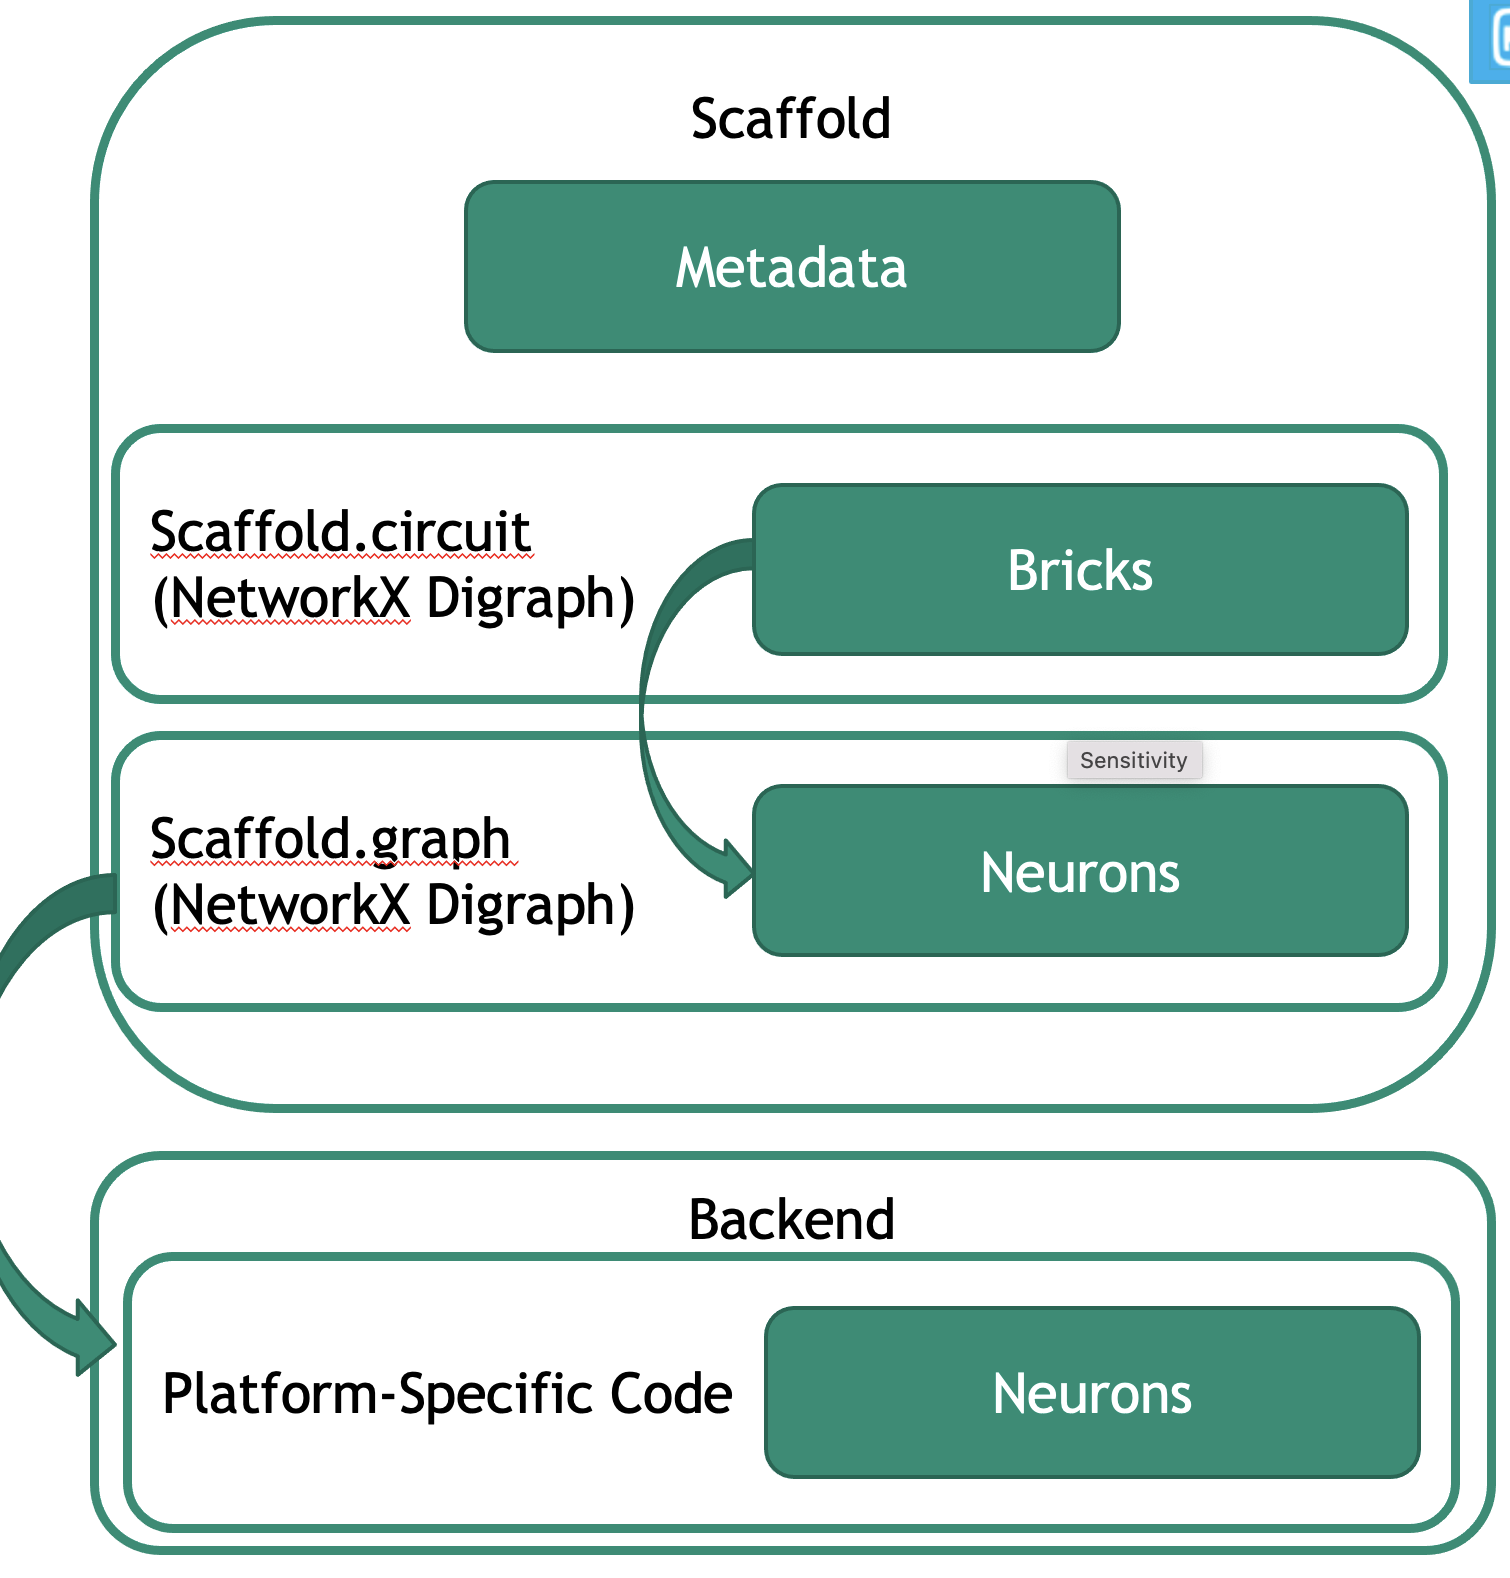 Scaffold
Metadata
Scaffold.circuit
(NetworkX Digraph)
Bricks
Sensitivity
Scaffold.graph
(NetworkX Digraph)
Neurons
Backend
Platform-Specific Code
Neurons